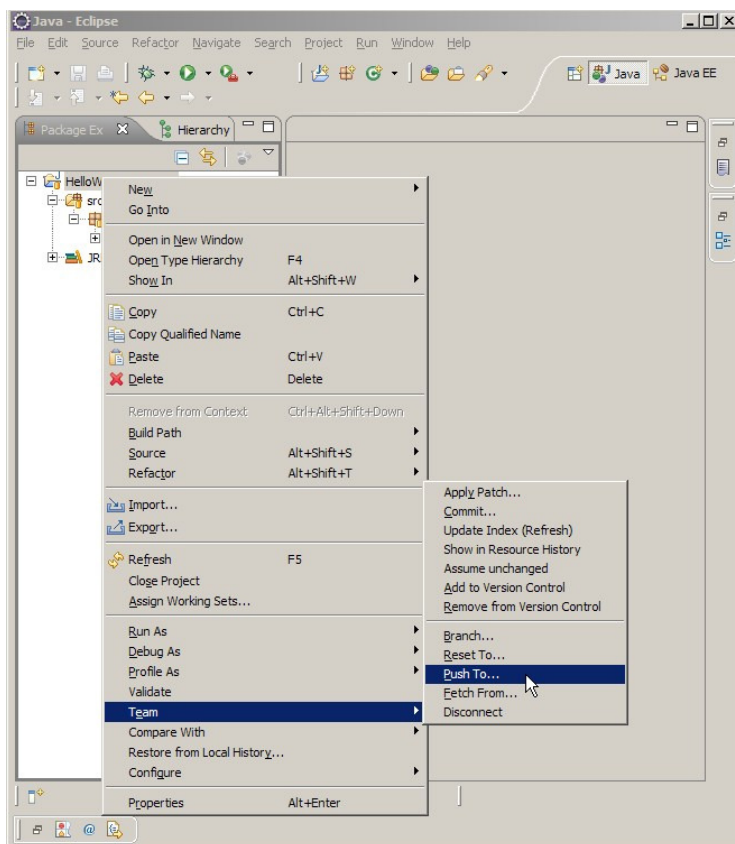 Java - Eclipse
File Edit Source Refactor Navigate Search Project Run Window Help
Java Java EE
Package Ex Hierarchy
HelloW
src
JR
New
Go Into
Open in New Window
Open Type Hierarchy F4
Show In Alt+Shift+W
Copy Ctrl+C
Copy Qualified Name
Paste Ctrl+V
Delete Delete
Remove from Context Ctrl+Alt+Shift+Down
Build Path
Source Alt+Shift+S
Refactor Alt+Shift+T
Import...
Export...
Refresh F5
Close Project
Assign Working Sets...
Run As
Debug As
Profile As
Validate
Team
Compare With
Restore from Local History...
Configure
Properties Alt+Enter
Apply Patch...
Commit...
Update Index (Refresh)
Show in Resource History
Assume unchanged
Add to Version Control
Remove from Version Control
Branch...
Reset To...
Push To...
Fetch From...
Disconnect